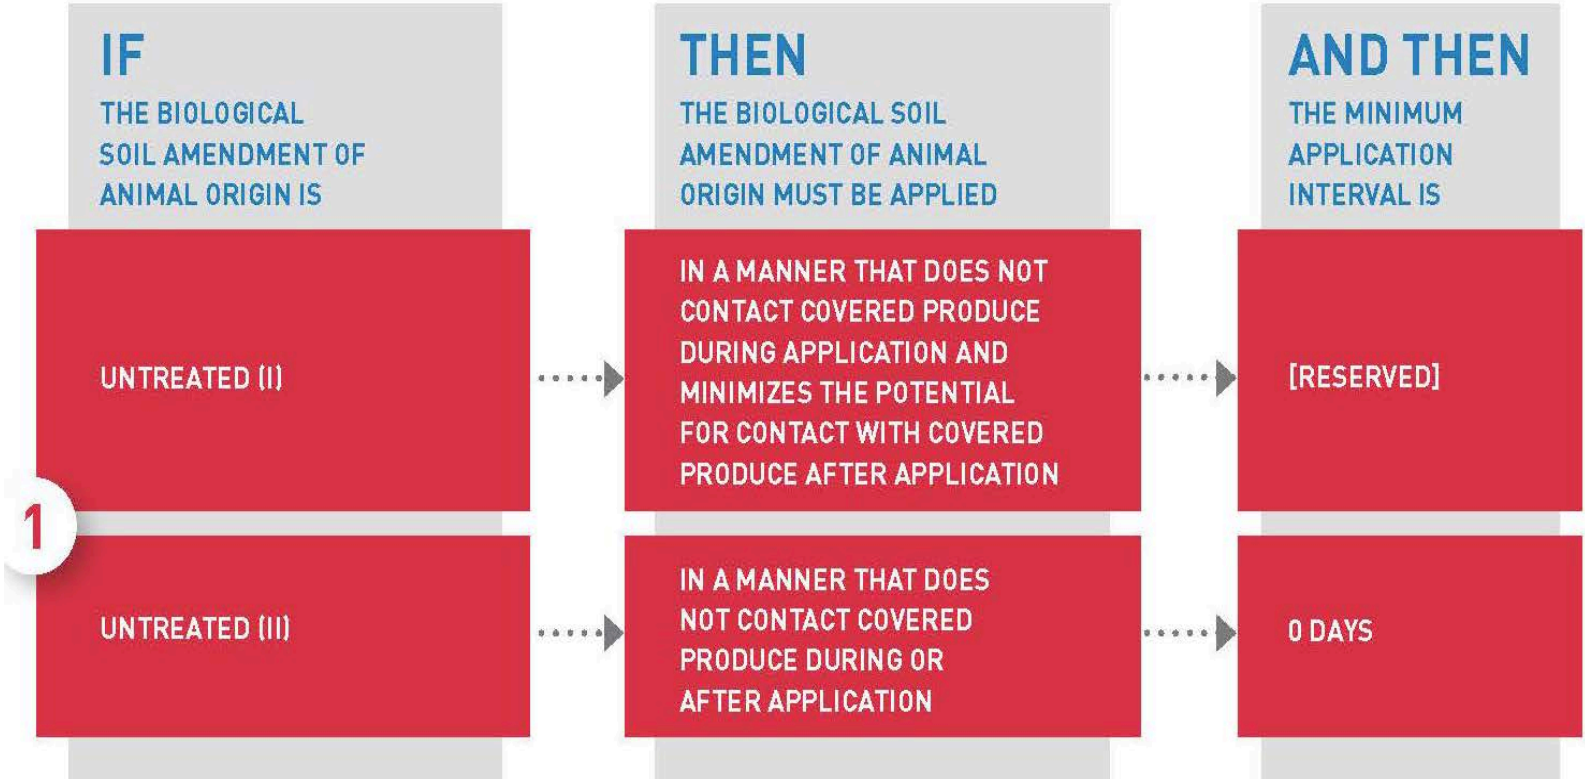 IF
THE BIOLOGICAL
SOIL AMENDMENT OF
ANIMAL ORIGIN IS
THEN
THE BIOLOGICAL SOIL
AMENDMENT OF ANIMAL
ORIGIN MUST BE APPLIED
AND THEN
THE MINIMUM
APPLICATION
INTERVAL IS
1
UNTREATED (I)
IN A MANNER THAT DOES NOT
CONTACT COVERED PRODUCE
DURING APPLICATION AND
MINIMIZES THE POTENTIAL
FOR CONTACT WITH COVERED
PRODUCE AFTER APPLICATION
[RESERVED]
UNTREATED (II)
IN A MANNER THAT DOES
NOT CONTACT COVERED
PRODUCE DURING OR
AFTER APPLICATION
0 DAYS